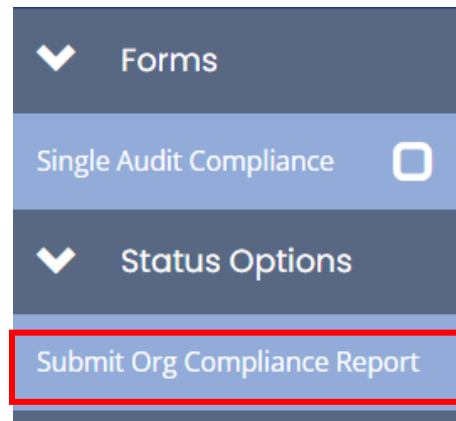 Forms
Single Audit Compliance
Status Options
Submit Org Compliance Report